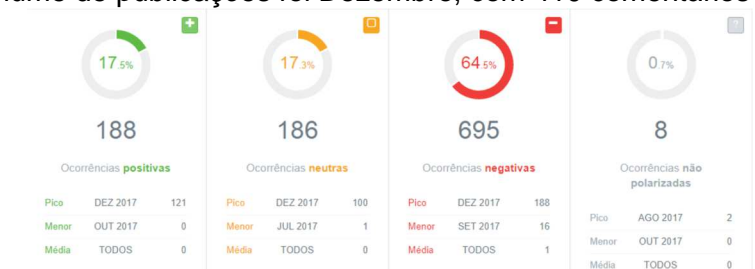 17,5%
188
Ocorrências positivas
Pico DEZ 2017 121
Menor OUT 2017 0
Média TODOS 0
17,3%
186
Ocorrências neutras
Pico DEZ 2017 100
Menor JUL 2017 1
Média TODOS 0
64,5%
695
Ocorrências negativas
Pico DEZ 2017 188
Menor SET 2017 16
Média TODOS 1
?
0,7%
8
Ocorrências não
polarizadas
Pico AGO 2017 2
Menor OUT 2017 0
Média TODOS 0